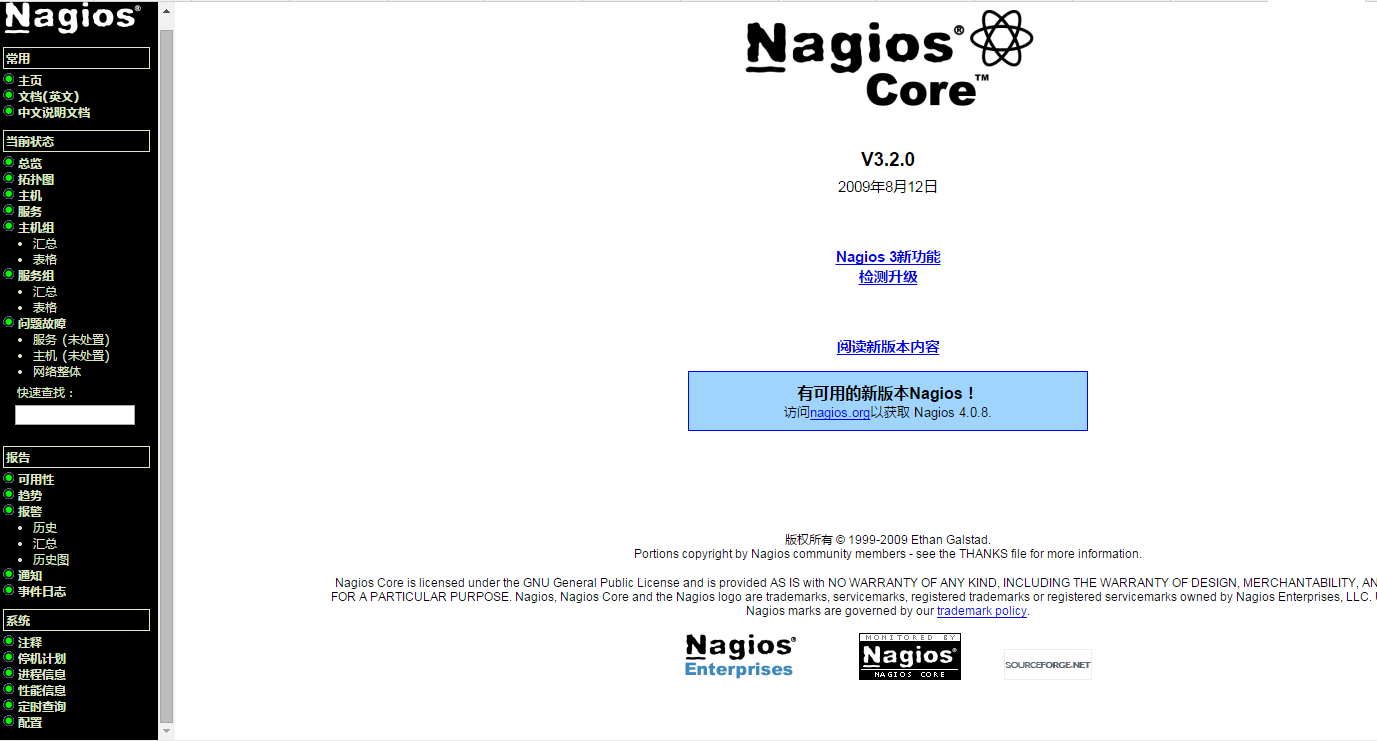 Nagios®
常用
主页
文档(英文)
中文说明文档
当前状态
总览
拓扑图
主机
服务
主机组
汇总
表格
服务组
汇总
表格
问题故障
服务 (未处置)
主机 (未处置)
网络整体
快速查找：
报告
可用性
趋势
报警
历史
汇总
历史图
通知
事件日志
系统
注释
停机计划
进程信息
性能信息
定时查询
配置
Nagios®
Core™
V3.2.0
2009年8月12日
Nagios 3新功能
检测升级
阅读新版本内容
有可用的新版本Nagios！
访问nagios.org以获取 Nagios 4.0.8.
版权所有 © 1999-2009 Ethan Galstad.
Portions copyright by Nagios community members - see the THANKS file for more information.
Nagios Core is licensed under the GNU General Public License and is provided AS IS with NO WARRANTY OF ANY KIND, INCLUDING THE WARRANTY OF DESIGN, MERCHANTABILITY, AN
FOR A PARTICULAR PURPOSE. Nagios, Nagios Core and the Nagios logo are trademarks, servicemarks, registered trademarks or registered servicemarks owned by Nagios Enterprises, LLC.
Nagios marks are governed by our trademark policy.
Nagios®
Enterprises
MONITORED BY
Nagios®
NAGIOS CORE
SOURCEFORGE.NET